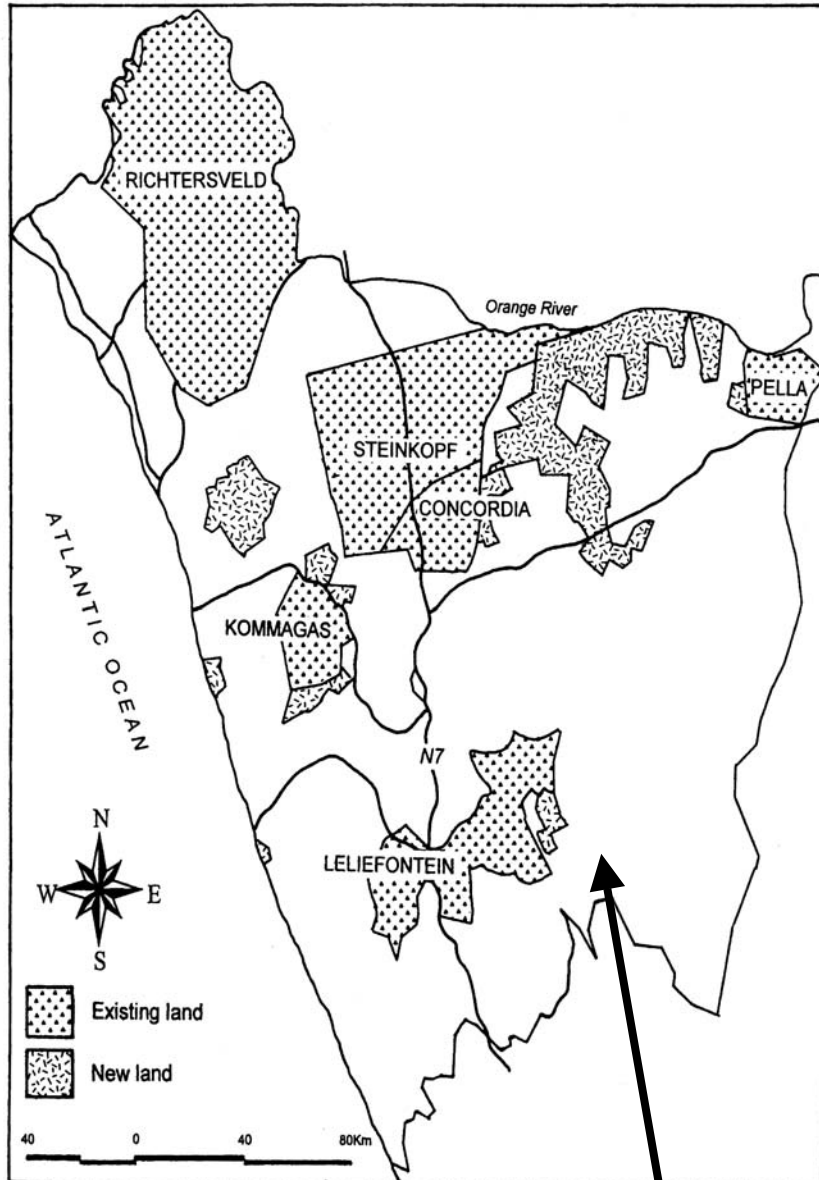 RICHTERSVELD
Orange River
PELLA
STEINKOPF
CONCORDIA
ATLANTIC OCEAN
KOMMAGAS
N7
LELIEFONTEIN
N
W E
S
Existing land
New land
40 0 40 80Km